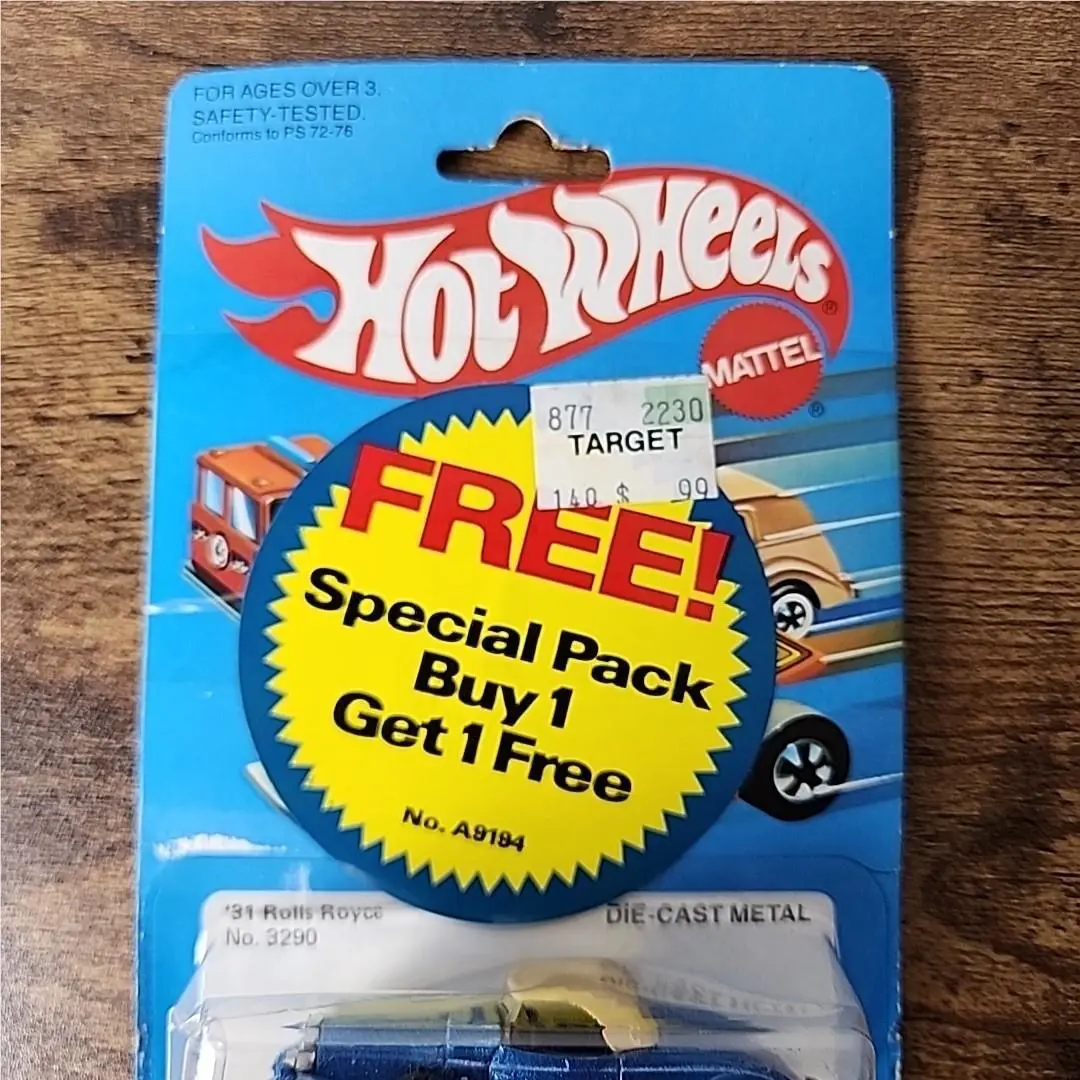 FOR AGES OVER 3.
SAFETY-TESTED.
Conforms to PS 72-76
HOT WHEELS®
MATTEL
®
877 2230
TARGET
140 $ .99
FREE!
Special Pack
Buy 1
Get 1 Free
No. A9194
'31 Rolls Royce
No. 3290
DIE-CAST METAL